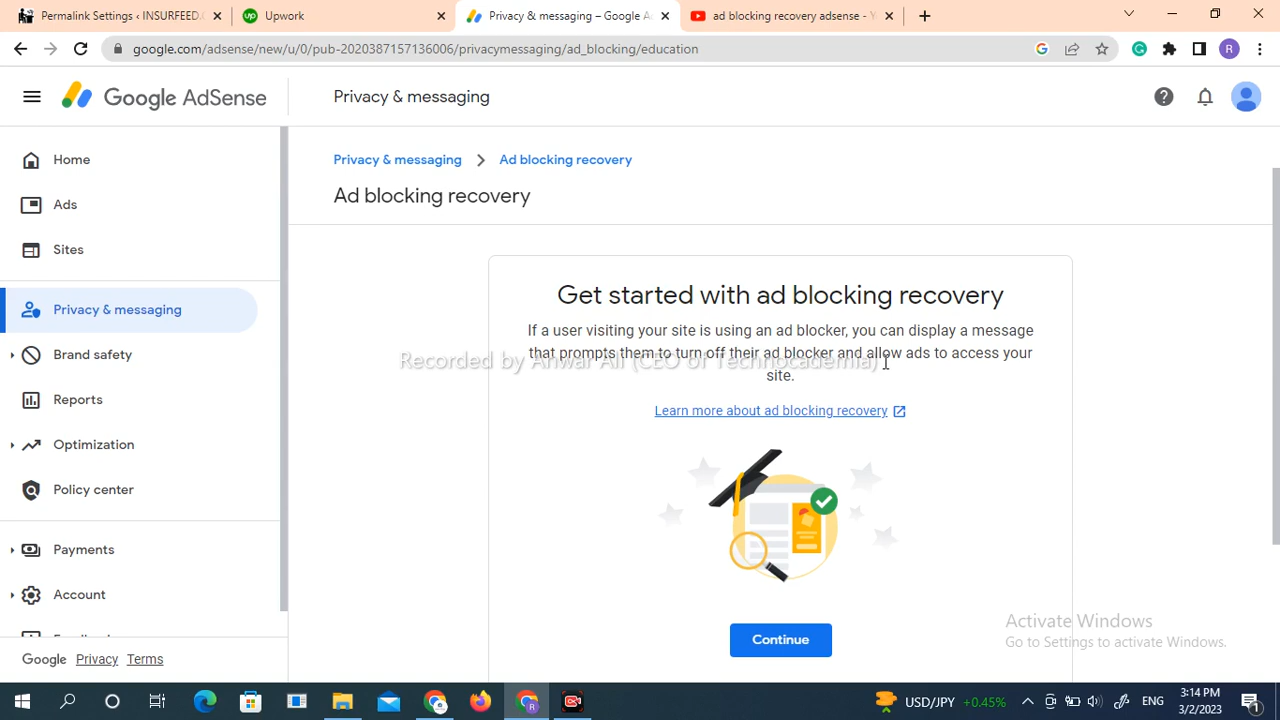 Permalink Settings ‹ INSURFEED.C
Upwork
Privacy & messaging – Google A
ad blocking recovery adsense - Y
google.com/adsense/new/u/0/pub-2020387157136006/privacymessaging/ad_blocking/education
R
Google AdSense
Privacy & messaging
Home
Ads
Sites
Privacy & messaging
Brand safety
Reports
Optimization
Policy center
Payments
Account
Google Privacy Terms
Privacy & messaging > Ad blocking recovery
Ad blocking recovery
Get started with ad blocking recovery
If a user visiting your site is using an ad blocker, you can display a message
that prompts them to turn off their ad blocker and allow ads to access your
site.
Recorded by Anwar Ali (CEO of Technocademia)
Learn more about ad blocking recovery
Continue
Activate Windows
Go to Settings to activate Windows.
USD/JPY +0.45%
ENG
3:14 PM
3/2/2023
1